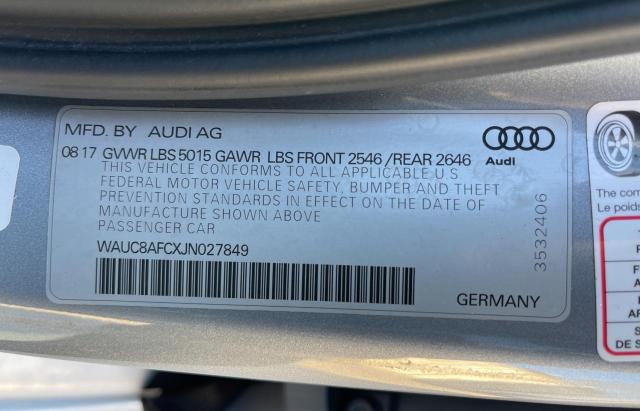 MFD. BY AUDI AG
08 17 GVWR LBS 5015 GAWR LBS FRONT 2546 /REAR 2646
Audi
THIS VEHICLE CONFORMS TO ALL APPLICABLE U.S
FEDERAL MOTOR VEHICLE SAFETY, BUMPER AND THEFT
PREVENTION STANDARDS IN EFFECT ON THE DATE OF
MANUFACTURE SHOWN ABOVE
PASSENGER CAR
WAUC8AFCXJN027849
3532406
GERMANY
The com
Le poids
DE S